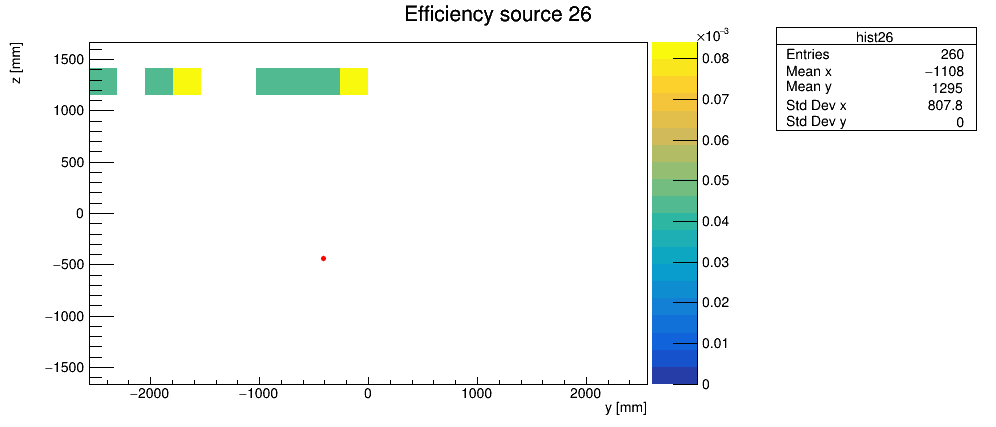 Efficiency source 26
z [mm]
1500
1000
500
0
−500
−1000
−1500
−2000
−1000
0
1000
2000
y [mm]
×10⁻³
0.08
0.07
0.06
0.05
0.04
0.03
0.02
0.01
0
hist26
Entries 260
Mean x −1108
Mean y 1295
Std Dev x 807.8
Std Dev y 0